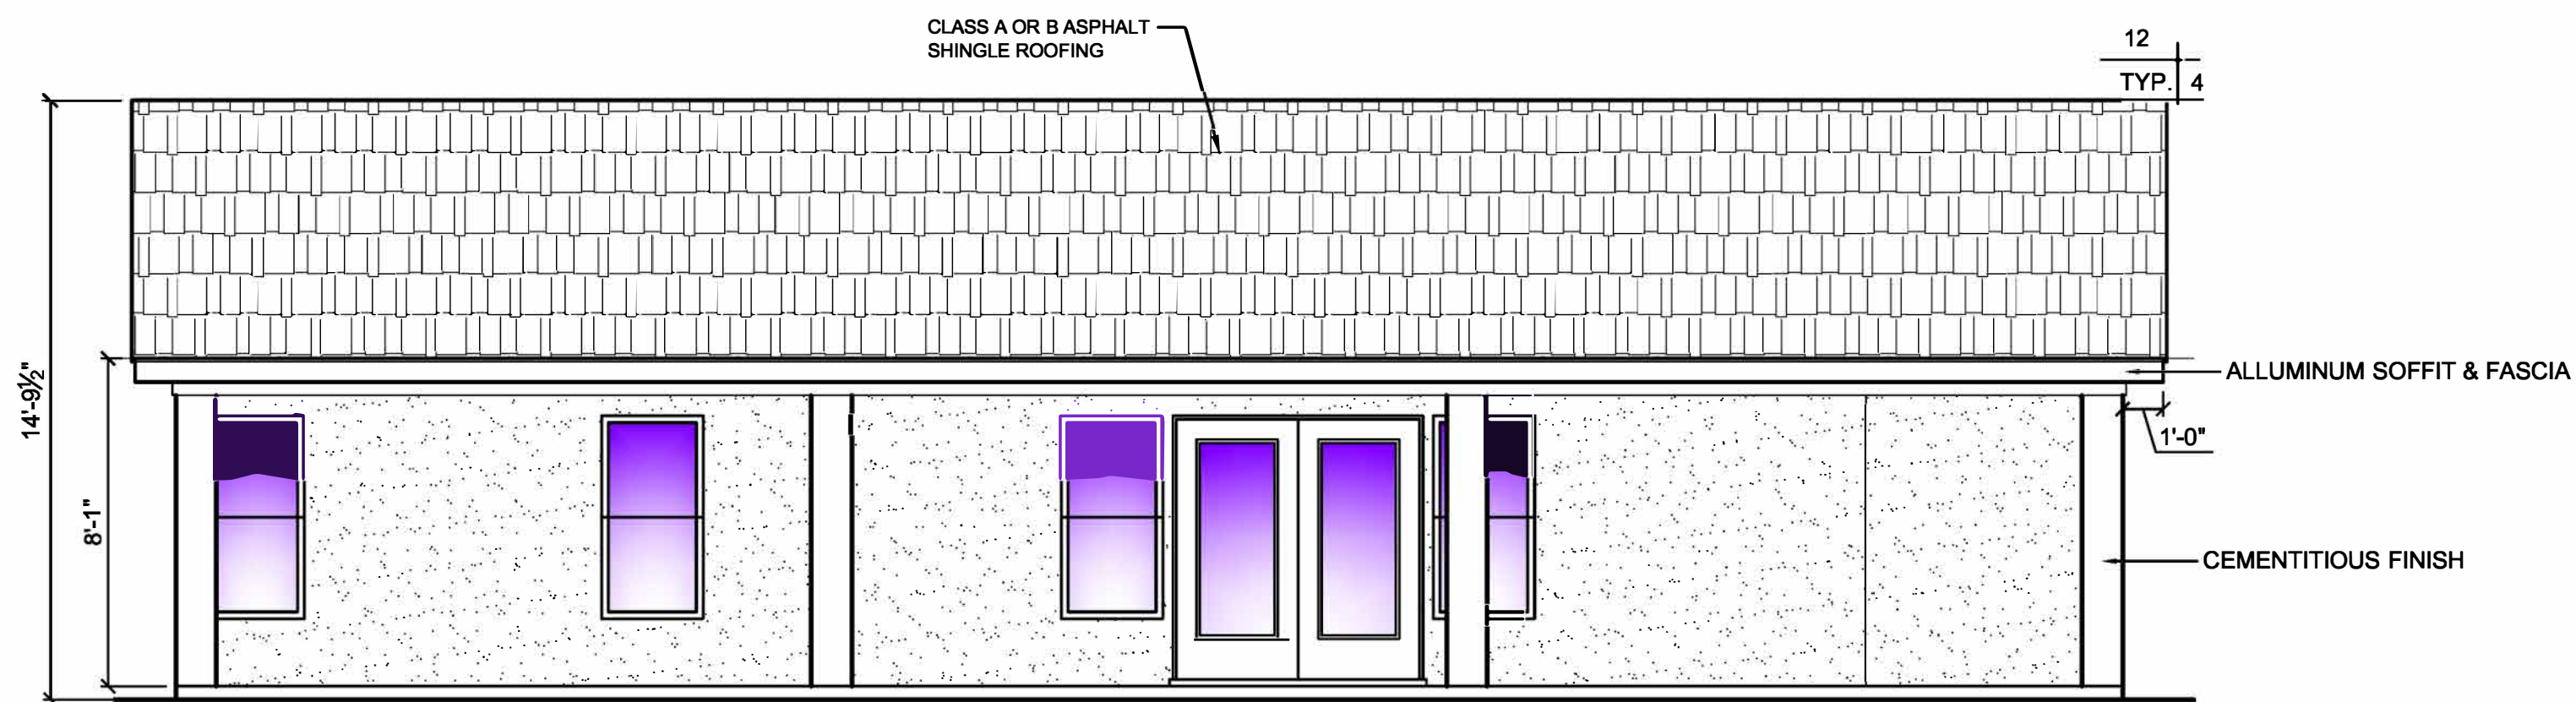 CLASS A OR B ASPHALT
SHINGLE ROOFING
12
TYP. 4
14'-9½"
8'-1"
ALLUMINUM SOFFIT & FASCIA
1'-0"
CEMENTITIOUS FINISH